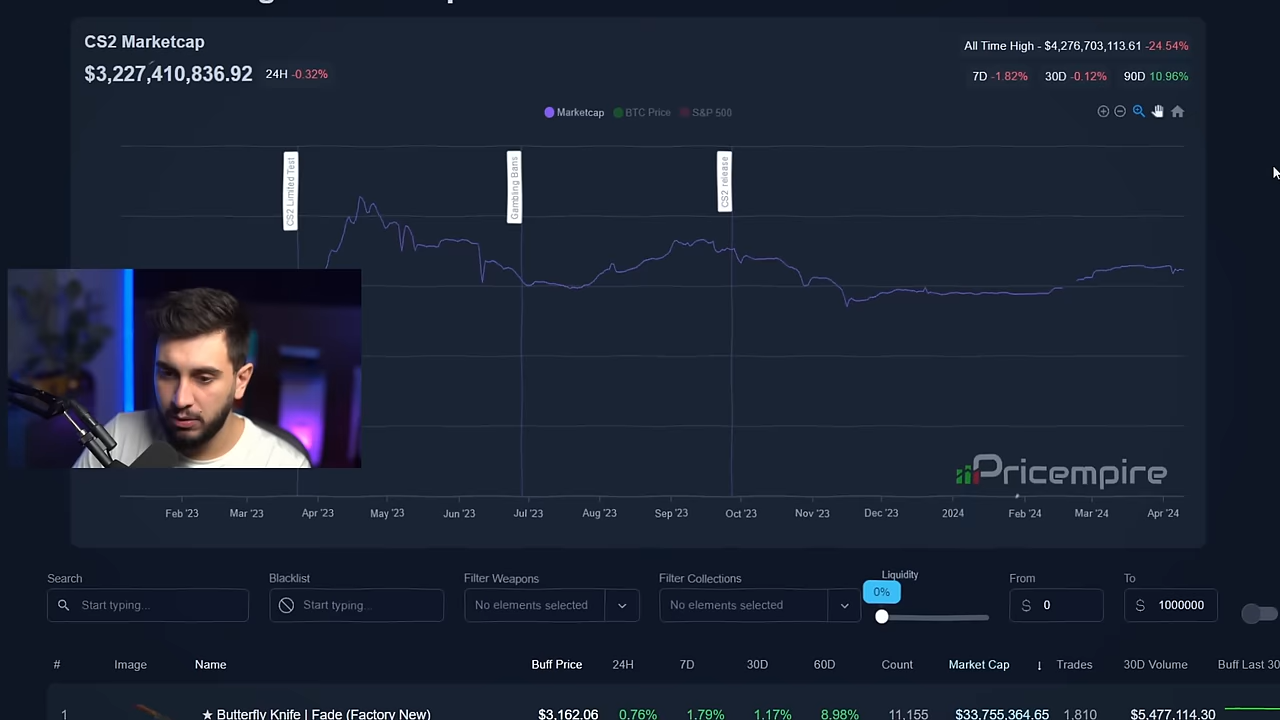 CS2 Marketcap
$3,227,410,836.92 24H -0.32%
All Time High - $4,276,703,113.61 -24.54%
7D -1.82% 30D -0.12% 90D 10.96%
Marketcap BTC Price S&P 500
CS2 Limited Test
Gambling Bans
CS2 release
Pricempire
Feb '23 Mar '23 Apr '23 May '23 Jun '23 Jul '23 Aug '23 Sep '23 Oct '23 Nov '23 Dec '23 2024 Feb '24 Mar '24 Apr '24
Search Blacklist Filter Weapons Filter Collections Liquidity From To
Start typing... Start typing... No elements selected No elements selected 0% $ 0 $ 1000000
# Image Name Buff Price 24H 7D 30D 60D Count Market Cap ↓ Trades 30D Volume Buff Last 30
1 ★ Butterfly Knife | Fade (Factory New) $3,162.06 0.76% 1.79% 1.17% 8.98% 11,155 $33,755,364.65 1,810 $5,477,114.30